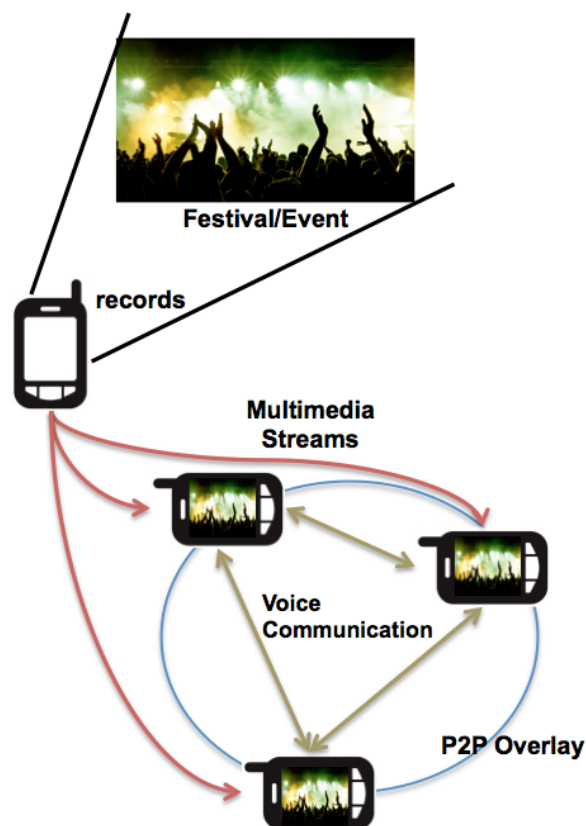 Festival/Event
records
Multimedia
Streams
Voice
Communication
P2P Overlay